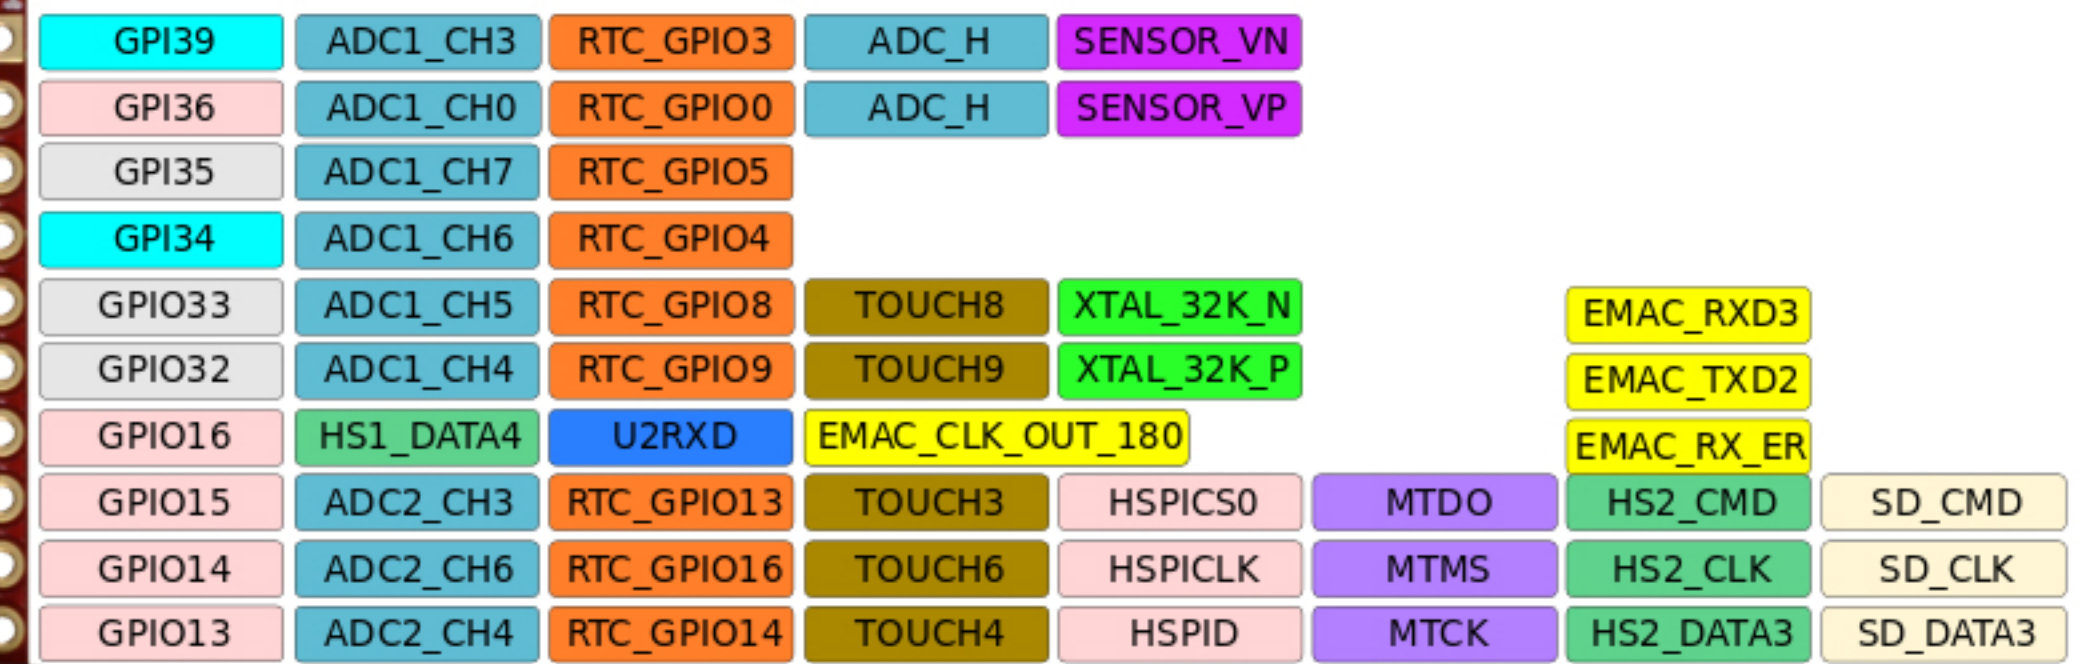 GPI39 ADC1_CH3 RTC_GPIO3 ADC_H SENSOR_VN
GPI36 ADC1_CH0 RTC_GPIO0 ADC_H SENSOR_VP
GPI35 ADC1_CH7 RTC_GPIO5
GPI34 ADC1_CH6 RTC_GPIO4
GPIO33 ADC1_CH5 RTC_GPIO8 TOUCH8 XTAL_32K_N EMAC_RXD3
GPIO32 ADC1_CH4 RTC_GPIO9 TOUCH9 XTAL_32K_P EMAC_TXD2
GPIO16 HS1_DATA4 U2RXD EMAC_CLK_OUT_180 EMAC_RX_ER
GPIO15 ADC2_CH3 RTC_GPIO13 TOUCH3 HSPICS0 MTDO HS2_CMD SD_CMD
GPIO14 ADC2_CH6 RTC_GPIO16 TOUCH6 HSPICLK MTMS HS2_CLK SD_CLK
GPIO13 ADC2_CH4 RTC_GPIO14 TOUCH4 HSPID MTCK HS2_DATA3 SD_DATA3